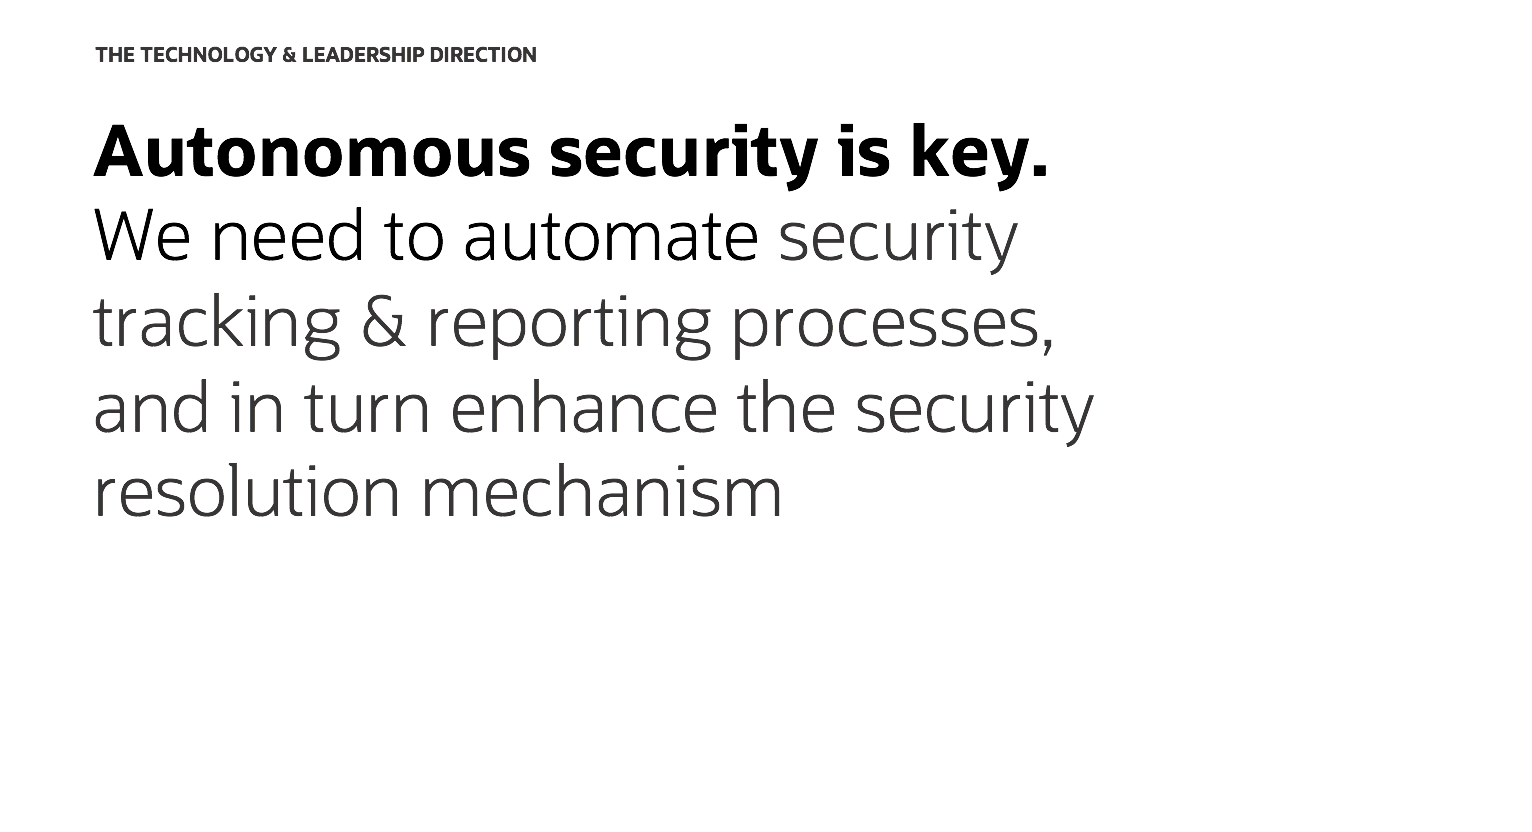 THE TECHNOLOGY & LEADERSHIP DIRECTION
Autonomous security is key.
We need to automate security
tracking & reporting processes,
and in turn enhance the security
resolution mechanism